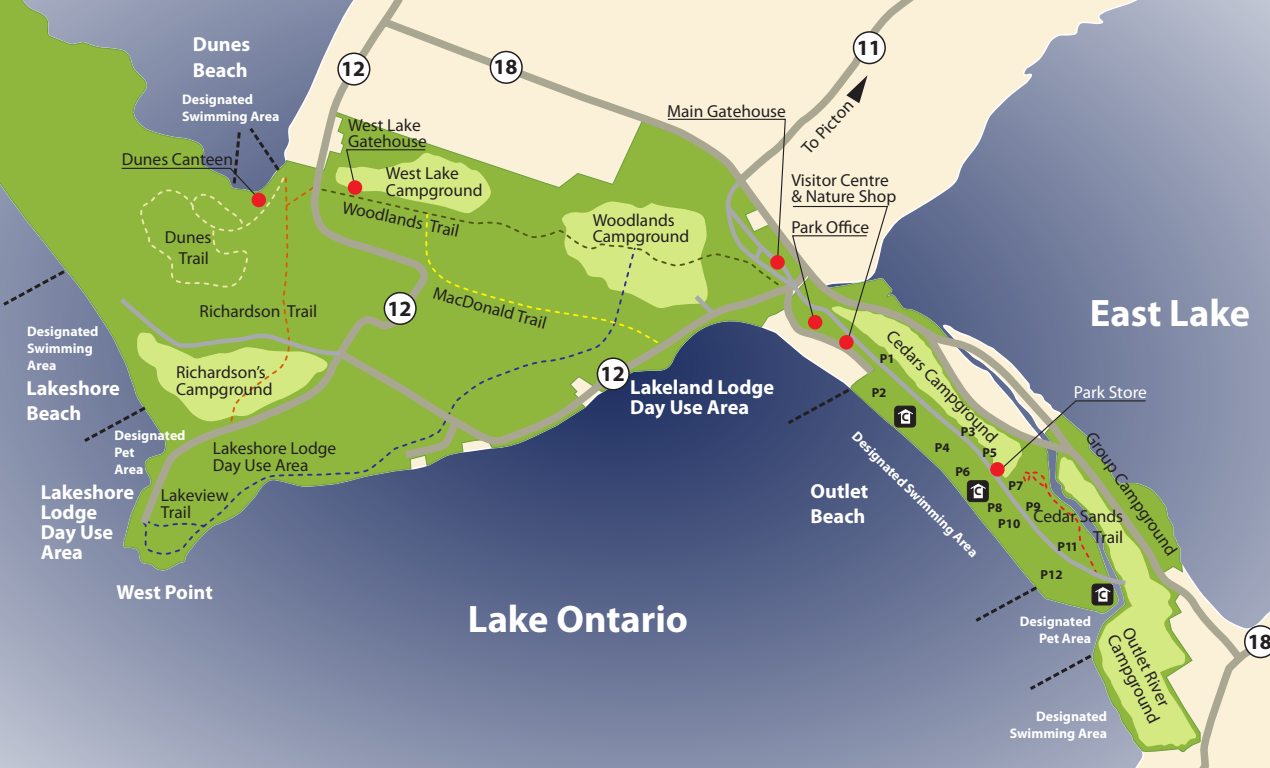 Dunes
Beach
Designated
Swimming Area
Dunes Canteen
12
18
11
To Picton
Main Gatehouse
West Lake
Gatehouse
West Lake
Campground
Woodlands Trail
Woodlands
Campground
Visitor Centre
& Nature Shop
Park Office
Dunes
Trail
Richardson Trail
MacDonald Trail
12
12
East Lake
Designated
Swimming
Area
Lakeshore
Beach
Richardson's
Campground
Lakeland Lodge
Day Use Area
Cedars Campground
Park Store
P1
P2
C
P3
P4
P5
P6
C
P7
P8
P9
P10
P11
P12
C
Designated
Pet
Area
Lakeshore Lodge
Day Use Area
Lakeshore
Lodge
Day Use
Area
Lakeview
Trail
West Point
Lake Ontario
Outlet
Beach
Designated Swimming Area
Cedar Sands
Trail
Group Campground
Designated
Pet Area
Outlet River
Campground
Designated
Swimming Area
18